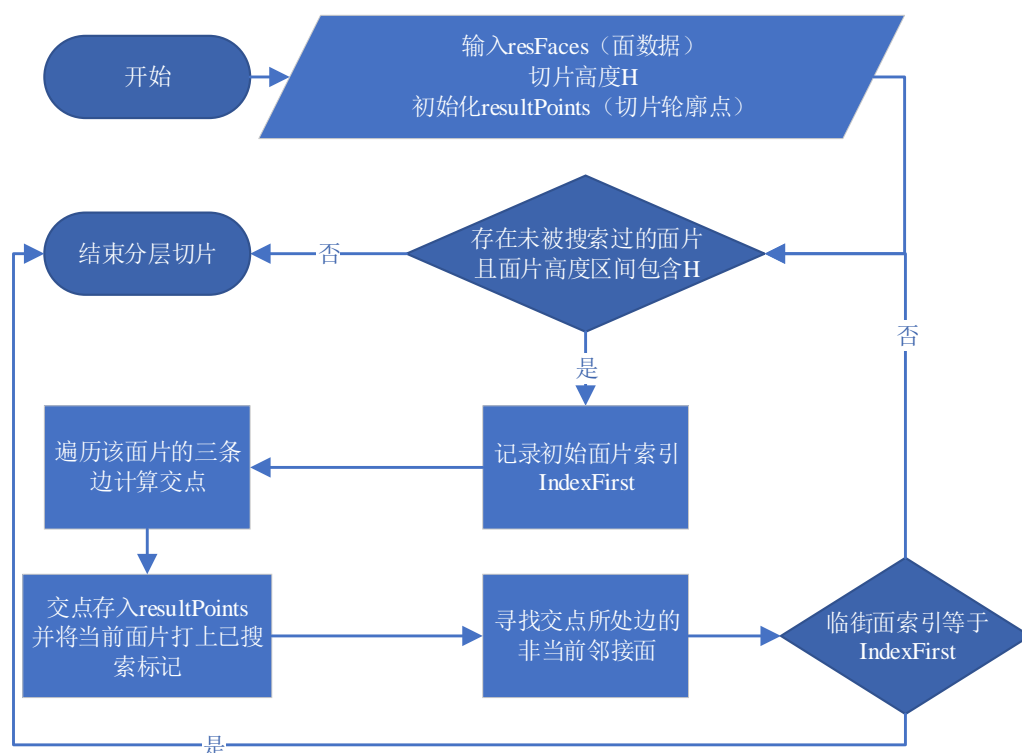 开始
输入resFaces（面数据）
切片高度H
初始化resultPoints（切片轮廓点）
结束分层切片
否
存在未被搜索过的面片
且面片高度区间包含H
否
是
遍历该面片的三条
边计算交点
记录初始面片索引
IndexFirst
交点存入resultPoints
并将当前面片打上已搜
索标记
寻找交点所处边的
非当前邻接面
临街面索引等于
IndexFirst
是